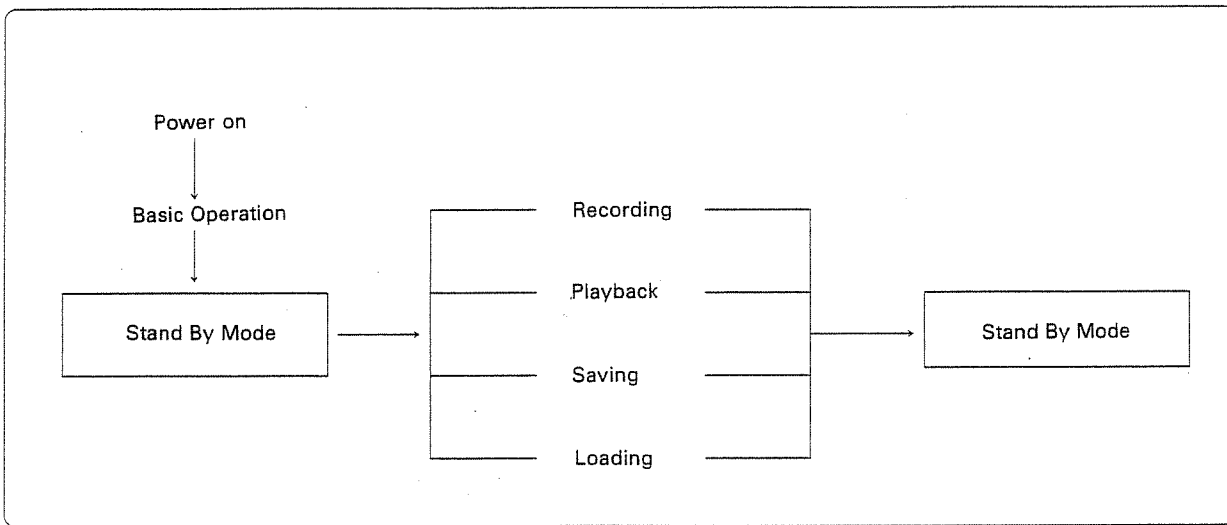 Power on
Basic Operation
Stand By Mode
Recording
Playback
Saving
Loading
Stand By Mode